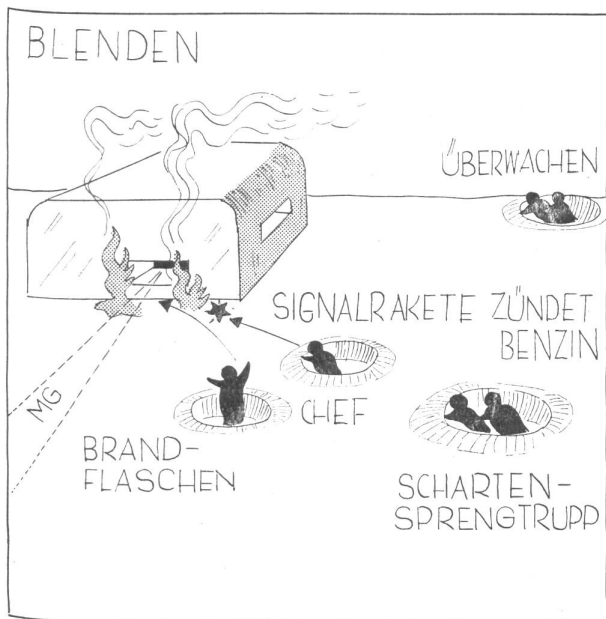 BLENDEN
ÜBERWACHEN
SIGNALRAKETE ZÜNDET
BENZIN
MG
CHEF
BRAND-
FLASCHEN
SCHARTEN-
SPRENGTRUPP